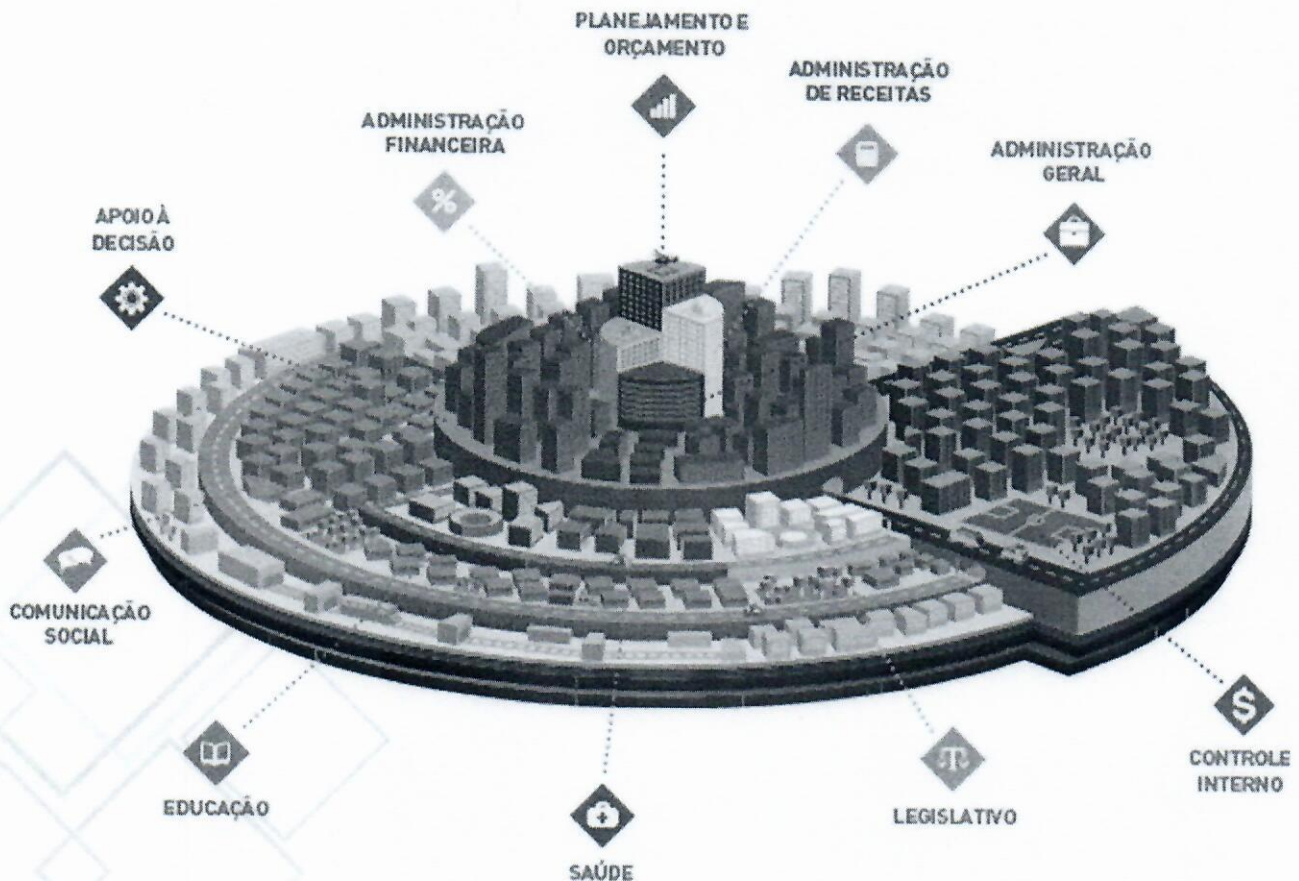 PLANEJAMENTO E
ORÇAMENTO
ADMINISTRAÇÃO
DE RECEITAS
ADMINISTRAÇÃO
FINANCEIRA
ADMINISTRAÇÃO
GERAL
APOIO À
DECISÃO
%
COMUNICAÇÃO
SOCIAL
$
CONTROLE
INTERNO
EDUCAÇÃO
LEGISLATIVO
SAÚDE